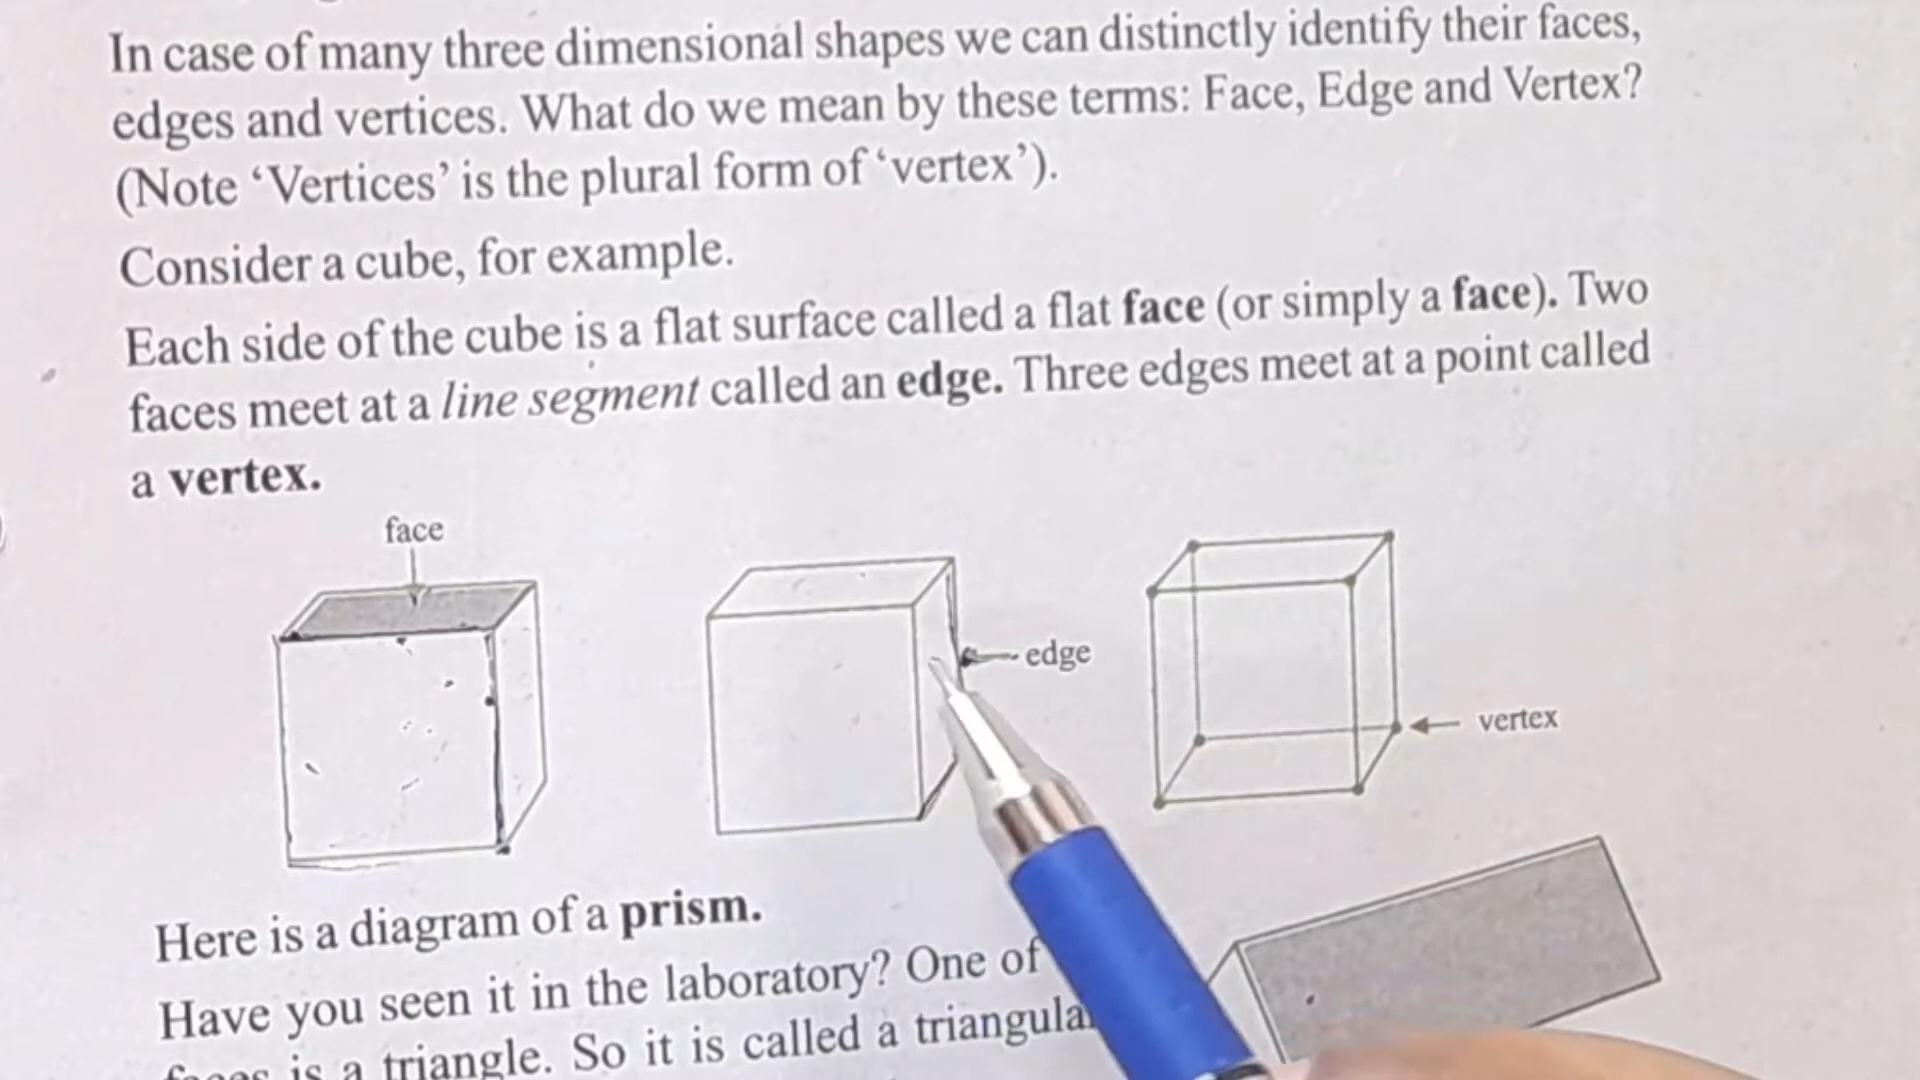 In case of many three dimensional shapes we can distinctly identify their faces,
edges and vertices. What do we mean by these terms: Face, Edge and Vertex?
(Note ‘Vertices’ is the plural form of ‘vertex’).
Consider a cube, for example.
Each side of the cube is a flat surface called a flat face (or simply a face). Two
faces meet at a line segment called an edge. Three edges meet at a point called
a vertex.
face
edge
vertex
Here is a diagram of a prism.
Have you seen it in the laboratory? One of
is a triangle. So it is called a